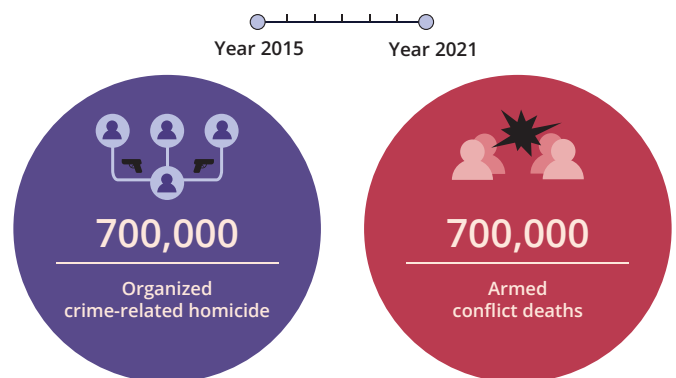 Year 2015
Year 2021
700,000
Organized
crime-related homicide
700,000
Armed
conflict deaths